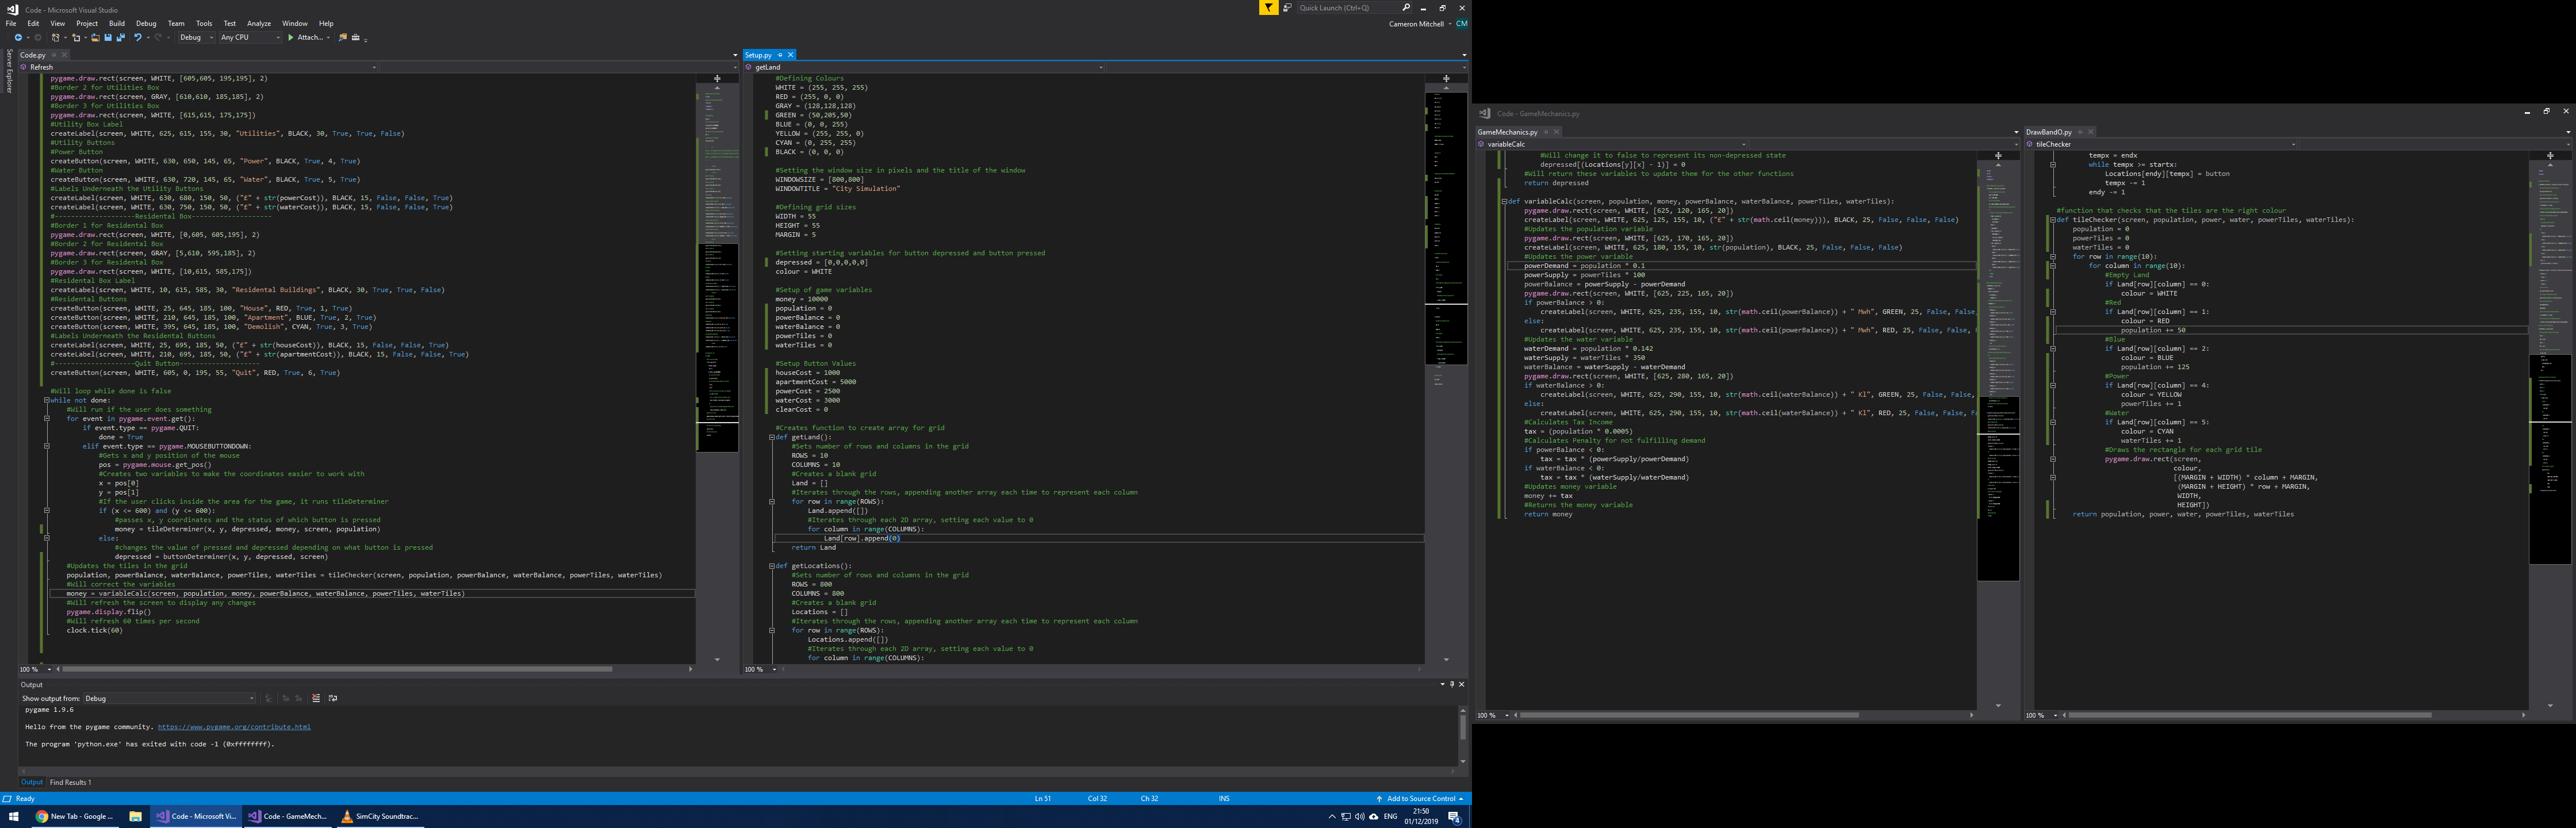 Code - Microsoft Visual Studio
Quick Launch (Ctrl+Q)
File Edit View Project Build Debug Team Tools Test Analyze Window Help
Cameron Mitchell CM
Debug Any CPU Attach...
Server Explorer
Code.py
Refresh
pygame.draw.rect(screen, WHITE, [605,605, 195,195], 2)
#Border 2 for Utilities Box
pygame.draw.rect(screen, GRAY, [610,610, 185,185], 2)
#Border 3 for Utilities Box
pygame.draw.rect(screen, WHITE, [615,615, 175,175])
#Utility Box Label
createLabel(screen, WHITE, 625, 615, 155, 30, "Utilities", BLACK, 30, True, True, False)
#Utility Buttons
#Power Button
createButton(screen, WHITE, 630, 650, 145, 65, "Power", BLACK, True, 4, True)
#Water Button
createButton(screen, WHITE, 630, 720, 145, 65, "Water", BLACK, True, 5, True)
#Labels Underneath the Utility Buttons
createLabel(screen, WHITE, 630, 680, 150, 50, ("£" + str(powerCost)), BLACK, 15, False, False, True)
createLabel(screen, WHITE, 630, 750, 150, 50, ("£" + str(waterCost)), BLACK, 15, False, False, True)
#--------------------Residental Box--------------------
#Border 1 for Residental Box
pygame.draw.rect(screen, WHITE, [0,605, 605,195], 2)
#Border 2 for Residental Box
pygame.draw.rect(screen, GRAY, [5,610, 595,185], 2)
#Border 3 for Residental Box
pygame.draw.rect(screen, WHITE, [10,615, 585,175])
#Residental Box Label
createLabel(screen, WHITE, 10, 615, 585, 30, "Residental Buildings", BLACK, 30, True, True, False)
#Residental Buttons
createButton(screen, WHITE, 25, 645, 185, 100, "House", RED, True, 1, True)
createButton(screen, WHITE, 210, 645, 185, 100, "Apartment", BLUE, True, 2, True)
createButton(screen, WHITE, 395, 645, 185, 100, "Demolish", CYAN, True, 3, True)
#Labels Underneath the Residental Buttons
createLabel(screen, WHITE, 25, 695, 185, 50, ("£" + str(houseCost)), BLACK, 15, False, False, True)
createLabel(screen, WHITE, 210, 695, 185, 50, ("£" + str(apartmentCost)), BLACK, 15, False, False, True)
#--------------------Quit Button--------------------
createButton(screen, WHITE, 605, 0, 195, 55, "Quit", RED, True, 6, True)
#Will loop while done is false
while not done:
#Will run if the user does something
for event in pygame.event.get():
if event.type == pygame.QUIT:
done = True
elif event.type == pygame.MOUSEBUTTONDOWN:
#Gets x and y position of the mouse
pos = pygame.mouse.get_pos()
#Creates two variables to make the coordinates easier to work with
x = pos[0]
y = pos[1]
#If the user clicks inside the area for the game, it runs tileDeterminer
if (x <= 600) and (y <= 600):
#passes x, y coordinates and the status of which button is pressed
money = tileDeterminer(x, y, depressed, money, screen, population)
else:
#changes the value of pressed and depressed depending on what button is pressed
depressed = buttonDeterminer(x, y, depressed, screen)
#Updates the tiles in the grid
population, powerBalance, waterBalance, powerTiles, waterTiles = tileChecker(screen, population, powerBalance, waterBalance, powerTiles, waterTiles)
#Will correct the variables
money = variableCalc(screen, population, money, powerBalance, waterBalance, powerTiles, waterTiles)
#Will refresh the screen to display any changes
pygame.display.flip()
#Will refresh 60 times per second
clock.tick(60)
100 %
Setup.py
getLand
#Defining Colours
WHITE = (255, 255, 255)
RED = (255, 0, 0)
GRAY = (128,128,128)
GREEN = (50,205,50)
BLUE = (0, 0, 255)
YELLOW = (255, 255, 0)
CYAN = (0, 255, 255)
BLACK = (0, 0, 0)
#Setting the window size in pixels and the title of the window
WINDOWSIZE = [800,800]
WINDOWTITLE = "City Simulation"
#Defining grid sizes
WIDTH = 55
HEIGHT = 55
MARGIN = 5
#Setting starting variables for button depressed and button pressed
depressed = [0,0,0,0,0]
colour = WHITE
#Setup of game variables
money = 10000
population = 0
powerBalance = 0
waterBalance = 0
powerTiles = 0
waterTiles = 0
#Setup Button Values
houseCost = 1000
apartmentCost = 5000
powerCost = 2500
waterCost = 3000
clearCost = 0
#Creates function to create array for grid
def getLand():
#Sets number of rows and columns in the grid
ROWS = 10
COLUMNS = 10
#Creates a blank grid
Land = []
#Iterates through the rows, appending another array each time to represent each column
for row in range(ROWS):
Land.append([])
#Iterates through each 2D array, setting each value to 0
for column in range(COLUMNS):
Land[row].append(0)
return Land
def getLocations():
#Sets number of rows and columns in the grid
ROWS = 800
COLUMNS = 800
#Creates a blank grid
Locations = []
#Iterates through the rows, appending another array each time to represent each column
for row in range(ROWS):
Locations.append([])
#Iterates through each 2D array, setting each value to 0
for column in range(COLUMNS):
100 %
Output
Show output from: Debug
pygame 1.9.6
Hello from the pygame community. https://www.pygame.org/contribute.html
The program 'python.exe' has exited with code -1 (0xffffffff).
Output Find Results 1
Ready Ln 51 Col 32 Ch 32 INS Add to Source Control
New Tab - Google ... Code - Microsoft Vi... Code - GameMech... SimCity Soundtrac...
ENG 21:50 01/12/2019 4
Code - GameMechanics.py
GameMechanics.py
variableCalc
#Will change it to false to represent its non-depressed state
depressed[(Locations[y][x] - 1)] = 0
#Will return these variables to update them for the other functions
return depressed
def variableCalc(screen, population, money, powerBalance, waterBalance, powerTiles, waterTiles):
pygame.draw.rect(screen, WHITE, [625, 120, 165, 20])
createLabel(screen, WHITE, 625, 125, 155, 10, ("£" + str(math.ceil(money))), BLACK, 25, False, False, False)
#Updates the population variable
pygame.draw.rect(screen, WHITE, [625, 170, 165, 20])
createLabel(screen, WHITE, 625, 180, 155, 10, str(population), BLACK, 25, False, False, False)
#Updates the power variable
powerDemand = population * 0.1
powerSupply = powerTiles * 100
powerBalance = powerSupply - powerDemand
pygame.draw.rect(screen, WHITE, [625, 225, 165, 20])
if powerBalance > 0:
createLabel(screen, WHITE, 625, 235, 155, 10, str(math.ceil(powerBalance)) + " Mwh", GREEN, 25, False, False,
else:
createLabel(screen, WHITE, 625, 235, 155, 10, str(math.ceil(powerBalance)) + " Mwh", RED, 25, False, False, F
#Updates the water variable
waterDemand = population * 0.142
waterSupply = waterTiles * 350
waterBalance = waterSupply - waterDemand
pygame.draw.rect(screen, WHITE, [625, 280, 165, 20])
if waterBalance > 0:
createLabel(screen, WHITE, 625, 290, 155, 10, str(math.ceil(waterBalance)) + " Kl", GREEN, 25, False, False,
else:
createLabel(screen, WHITE, 625, 290, 155, 10, str(math.ceil(waterBalance)) + " Kl", RED, 25, False, False, Fa
#Calculates Tax Income
tax = (population * 0.0005)
#Calculates Penalty for not fulfilling demand
if powerBalance < 0:
tax = tax * (powerSupply/powerDemand)
if waterBalance < 0:
tax = tax * (waterSupply/waterDemand)
#Updates money variable
money += tax
#Returns the money variable
return money
100 %
DrawBandO.py
tileChecker
tempx = endx
while tempx >= startx:
Locations[endy][tempx] = button
tempx -= 1
endy -= 1
#function that checks that the tiles are the right colour
def tileChecker(screen, population, power, water, powerTiles, waterTiles):
population = 0
powerTiles = 0
waterTiles = 0
for row in range(10):
for column in range(10):
#Empty Land
if Land[row][column] == 0:
colour = WHITE
#Red
if Land[row][column] == 1:
colour = RED
population += 50
#Blue
if Land[row][column] == 2:
colour = BLUE
population += 125
#Power
if Land[row][column] == 4:
colour = YELLOW
powerTiles += 1
#Water
if Land[row][column] == 5:
colour = CYAN
waterTiles += 1
#Draws the rectangle for each grid tile
pygame.draw.rect(screen,
colour,
[(MARGIN + WIDTH) * column + MARGIN,
(MARGIN + HEIGHT) * row + MARGIN,
WIDTH,
HEIGHT])
return population, power, water, powerTiles, waterTiles
100 %